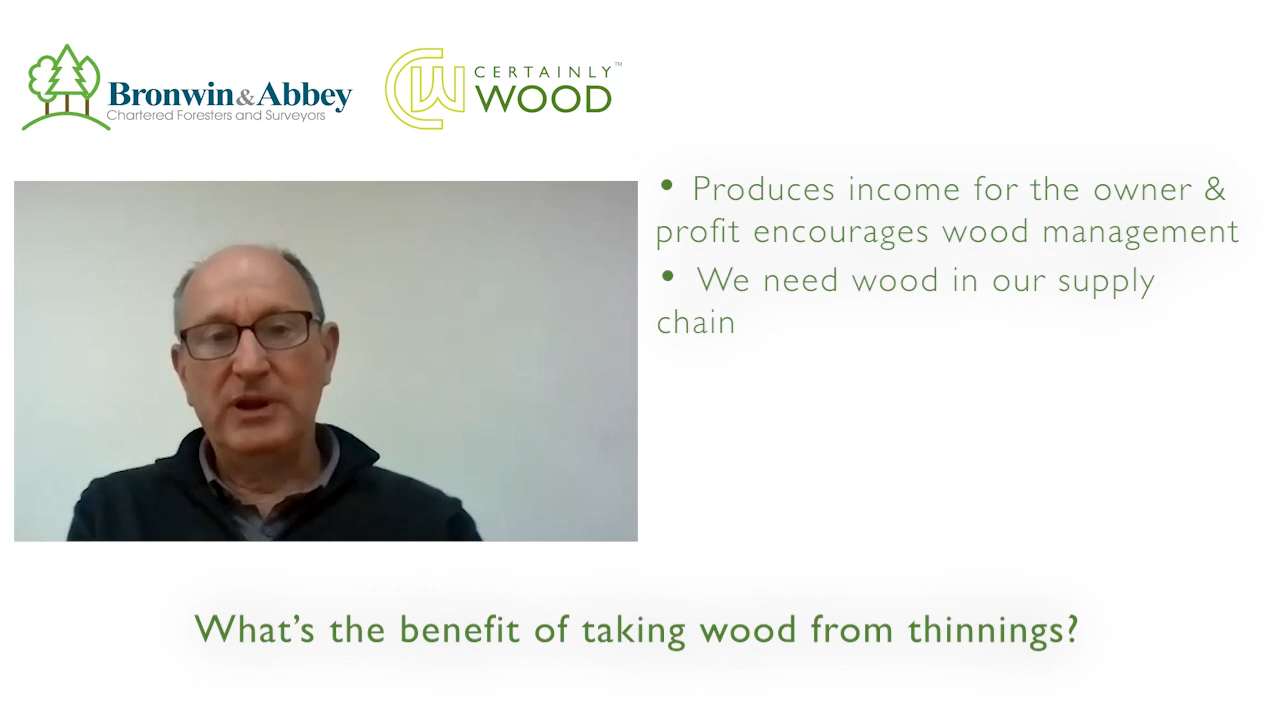 Bronwin & Abbey
Chartered Foresters and Surveyors
CW
CERTAINLY™
WOOD
• Produces income for the owner &
profit encourages wood management
• We need wood in our supply
chain
What's the benefit of taking wood from thinnings?